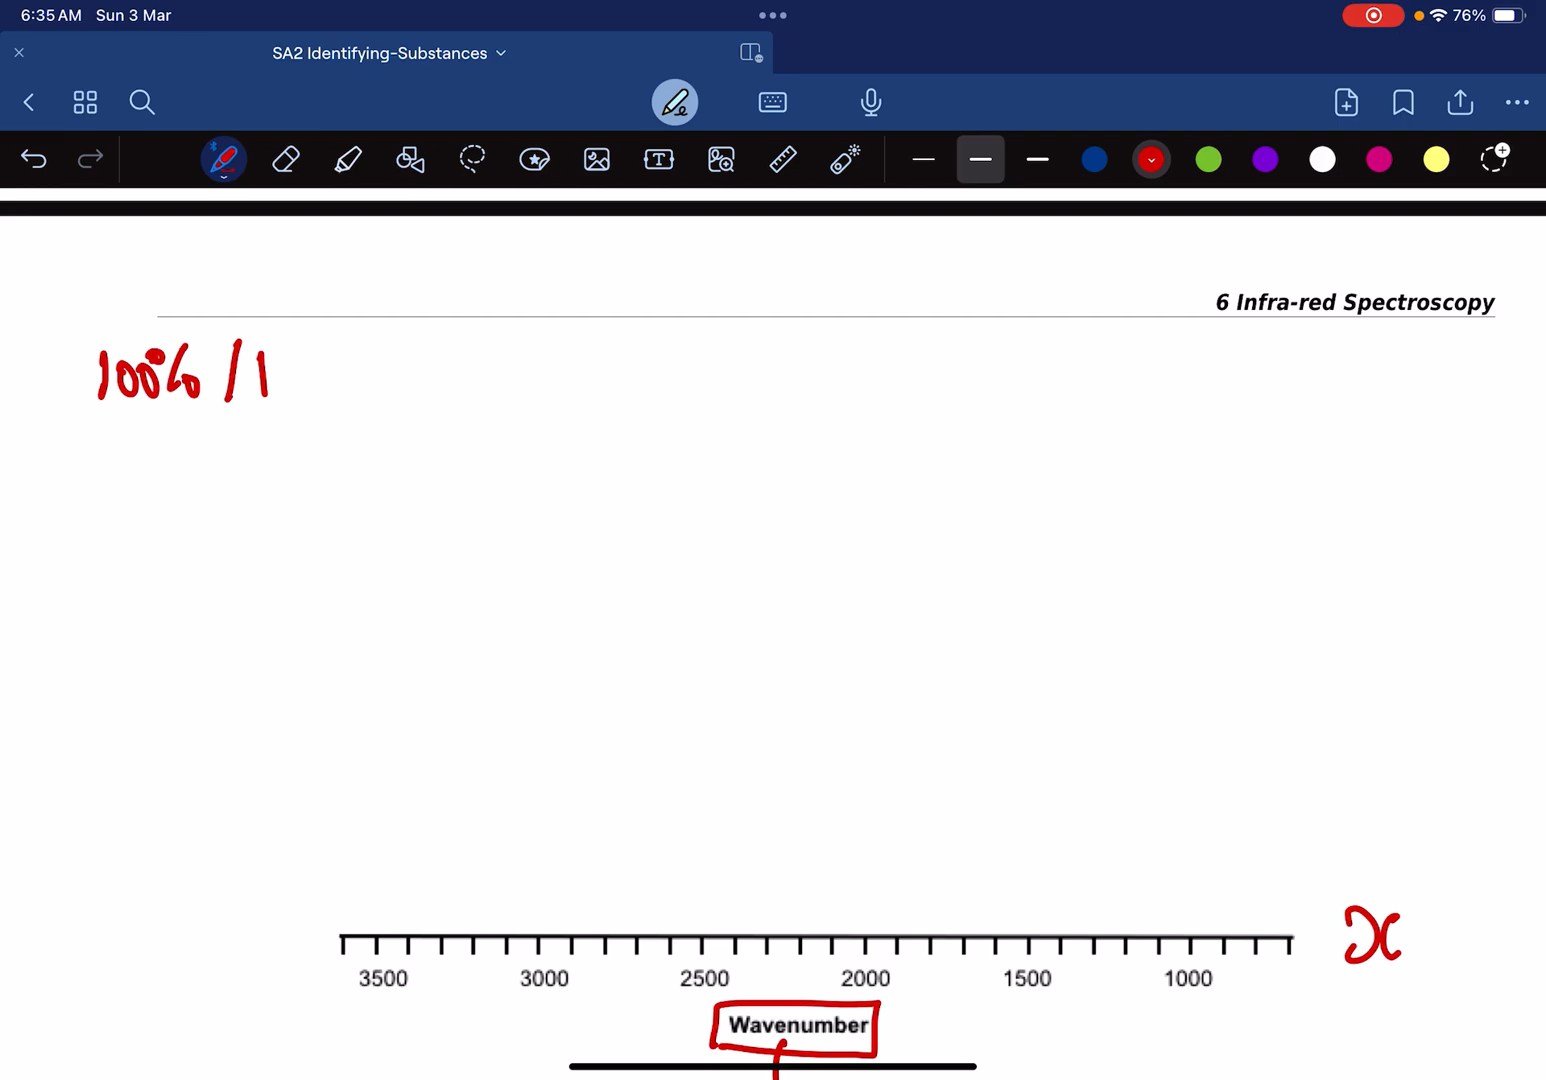 6:35 AM Sun 3 Mar
76%
SA2 Identifying-Substances
T
6 Infra-red Spectroscopy
100% / 1
x
3500 3000 2500 2000 1500 1000
Wavenumber